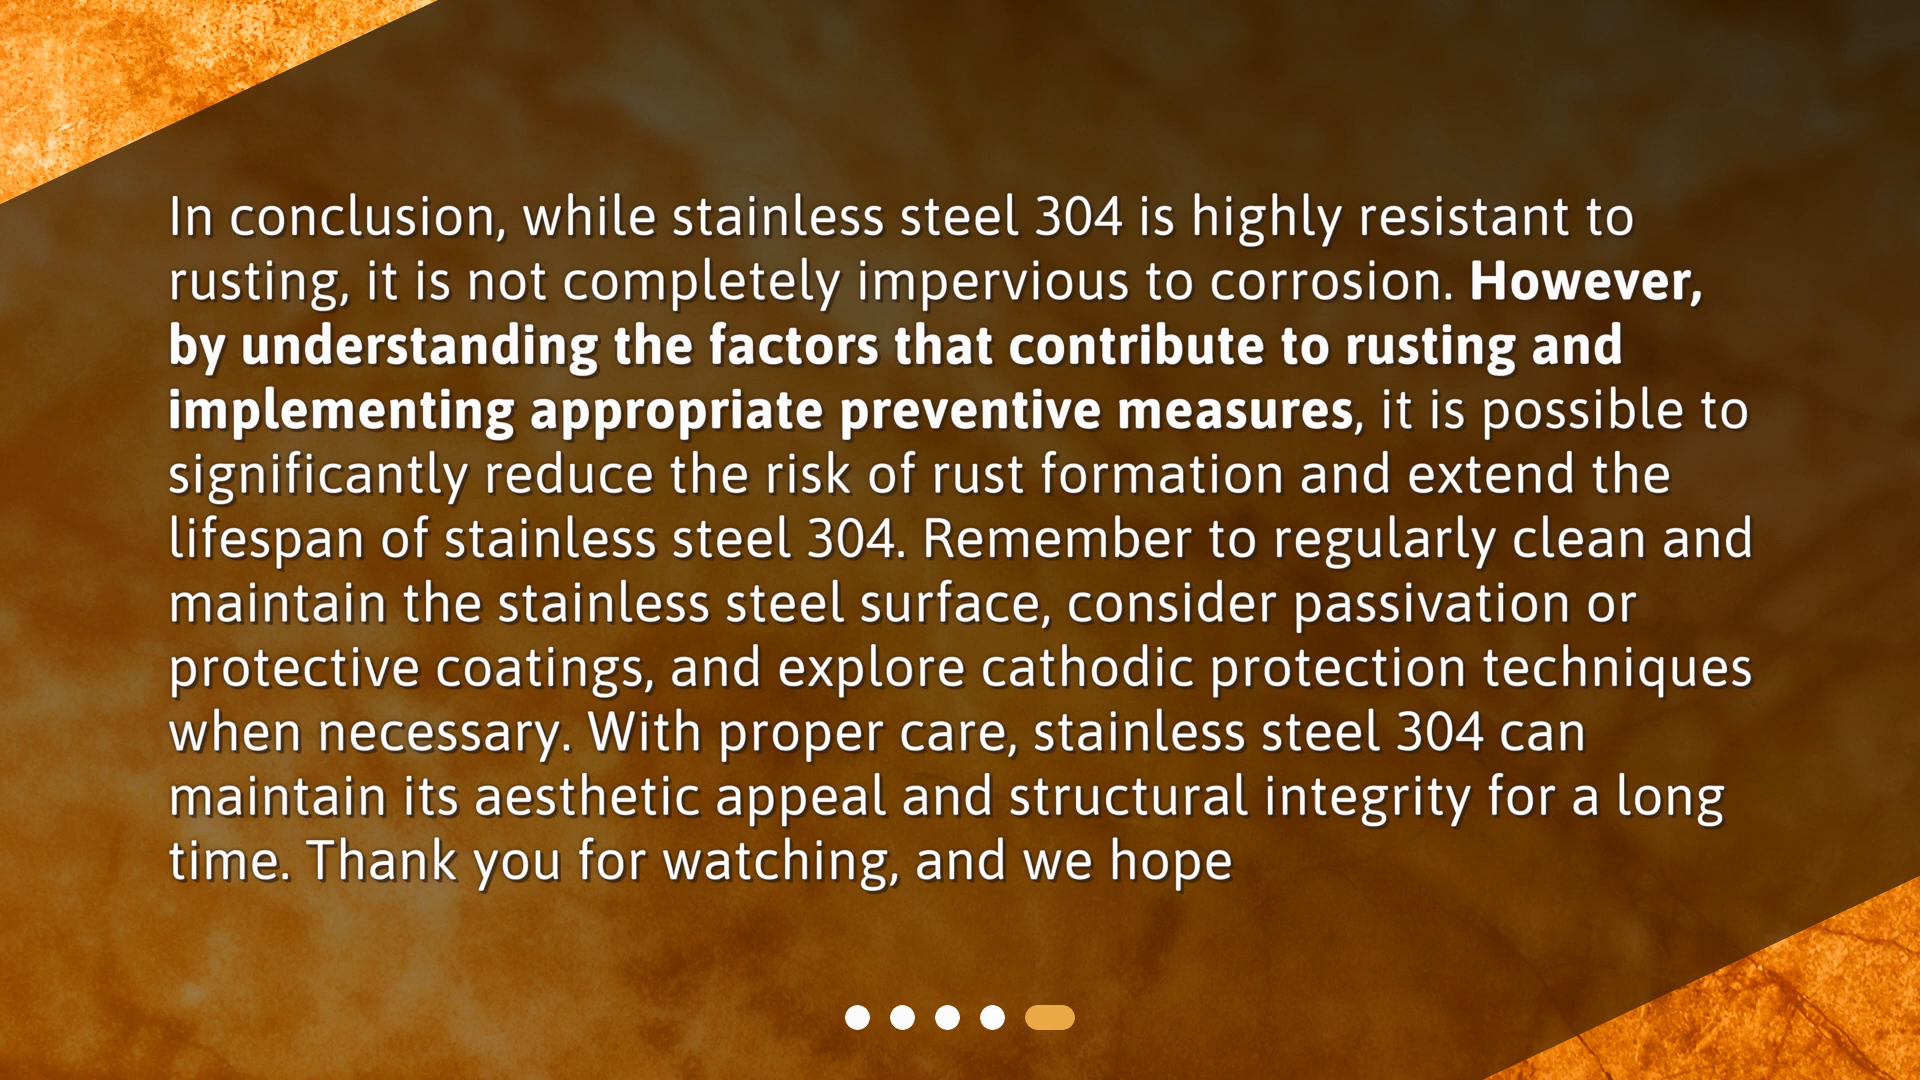 In conclusion, while stainless steel 304 is highly resistant to
rusting, it is not completely impervious to corrosion. However,
by understanding the factors that contribute to rusting and
implementing appropriate preventive measures, it is possible to
significantly reduce the risk of rust formation and extend the
lifespan of stainless steel 304. Remember to regularly clean and
maintain the stainless steel surface, consider passivation or
protective coatings, and explore cathodic protection techniques
when necessary. With proper care, stainless steel 304 can
maintain its aesthetic appeal and structural integrity for a long
time. Thank you for watching, and we hope